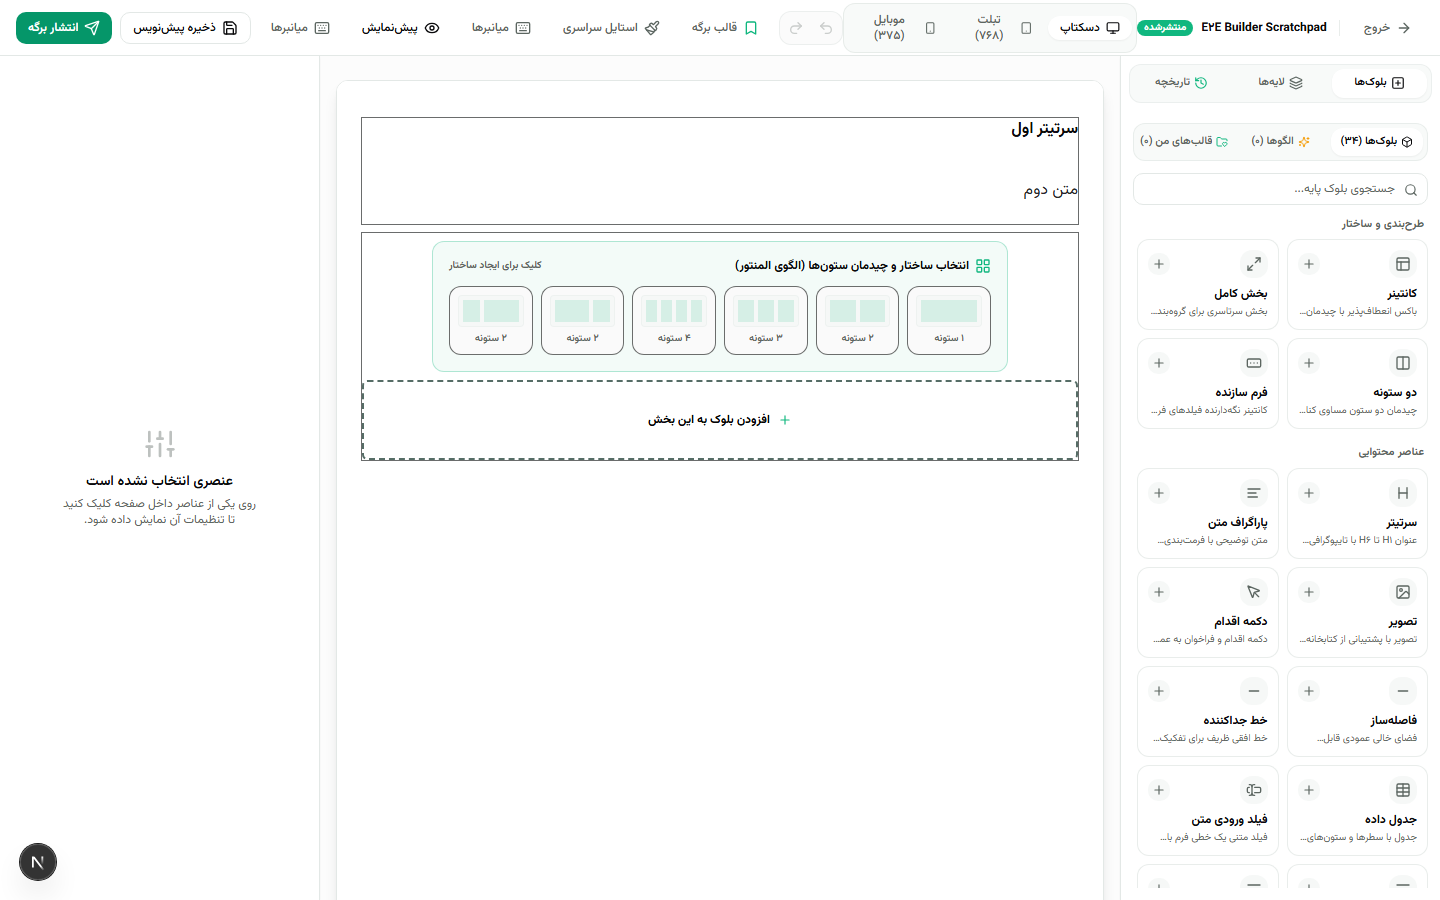 خروج
E2E Builder Scratchpad
منتشرشده
دسکتاپ
تبلت (۷۶۸)
موبایل (۳۷۵)
قالب برگه
استایل سراسری
میانبرها
پیش‌نمایش
میانبرها
ذخیره پیش‌نویس
انتشار برگه
بلوک‌ها
لایه‌ها
تاریخچه
بلوک‌ها (۳۴)
الگوها (۰)
قالب‌های من (۰)
جستجوی بلوک پایه...
طرح‌بندی و ساختار
کانتینر
باکس انعطاف‌پذیر با چیدمان...
بخش کامل
بخش سرتاسری برای گروه‌بند...
دو ستونه
چیدمان دو ستون مساوی کنا...
فرم سازنده
کانتینر نگه‌دارنده فیلدهای فر...
عناصر محتوایی
سرتیتر
عنوان H۱ تا H۶ با تایپوگرافی...
پاراگراف متن
متن توضیحی با فرمت‌بندی...
تصویر
تصویر با پشتیبانی از کتابخانه...
دکمه اقدام
دکمه اقدام و فراخوان به عمـ...
فاصله‌ساز
فضای خالی عمودی قابل...
خط جداکننده
خط افقی ظریف برای تفکیک...
جدول داده
جدول با سطرها و ستون‌های...
فیلد ورودی متن
فیلد متنی یک خطی فرم با...
سرتیتر اول
متن دوم
انتخاب ساختار و چیدمان ستون‌ها (الگوی المنتور)
کلیک برای ایجاد ساختار
۱ ستونه
۲ ستونه
۳ ستونه
۴ ستونه
۲ ستونه
۲ ستونه
افزودن بلوک به این بخش
عنصری انتخاب نشده است
روی یکی از عناصر داخل صفحه کلیک کنید
تا تنظیمات آن نمایش داده شود.
N